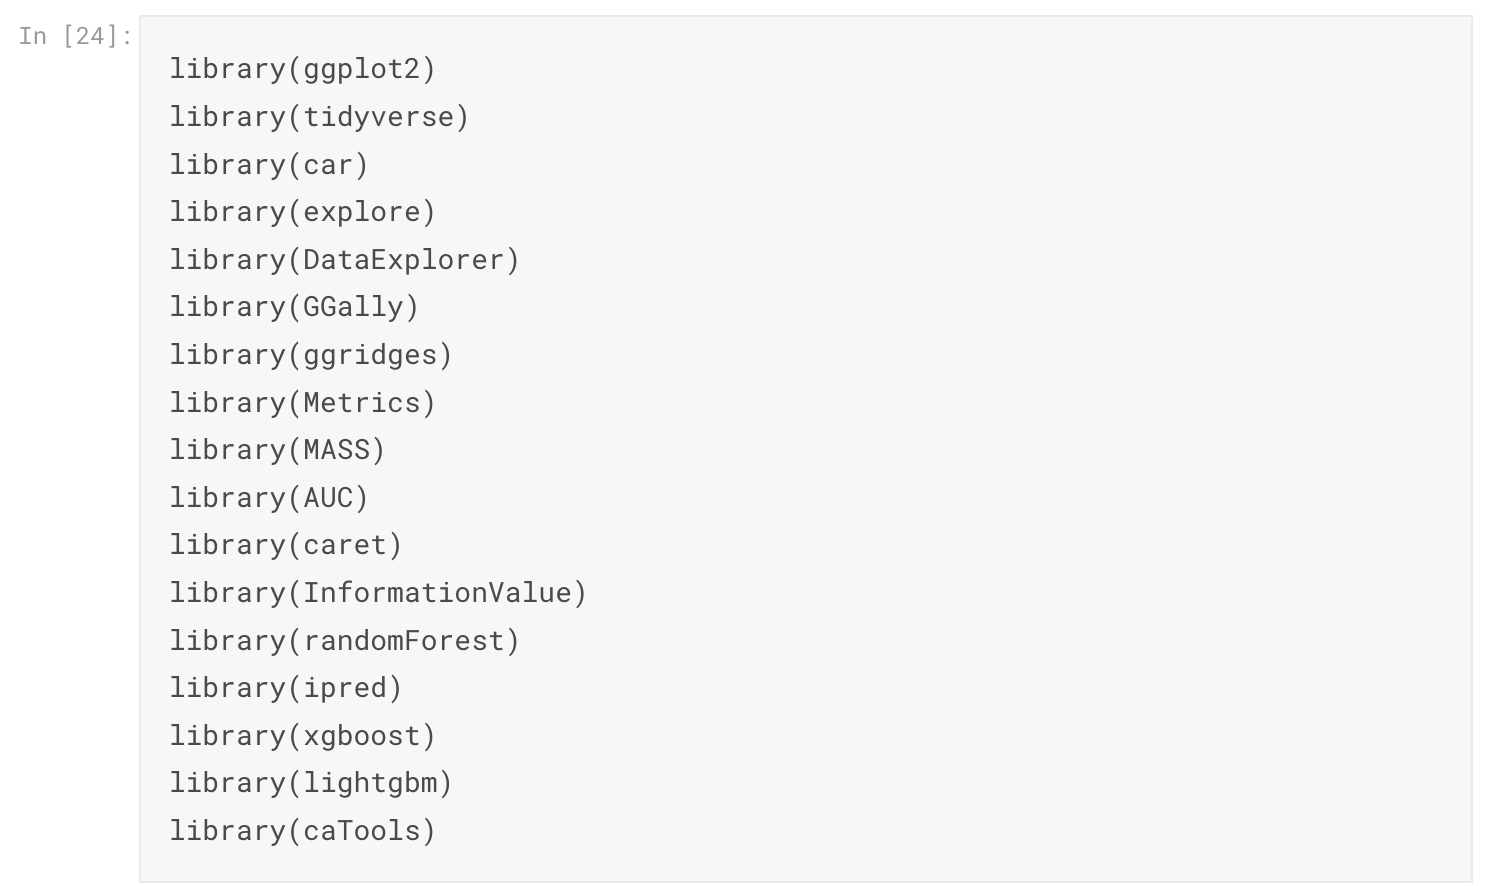 In [24]:
library(ggplot2)
library(tidyverse)
library(car)
library(explore)
library(DataExplorer)
library(GGally)
library(ggridges)
library(Metrics)
library(MASS)
library(AUC)
library(caret)
library(InformationValue)
library(randomForest)
library(ipred)
library(xgboost)
library(lightgbm)
library(caTools)